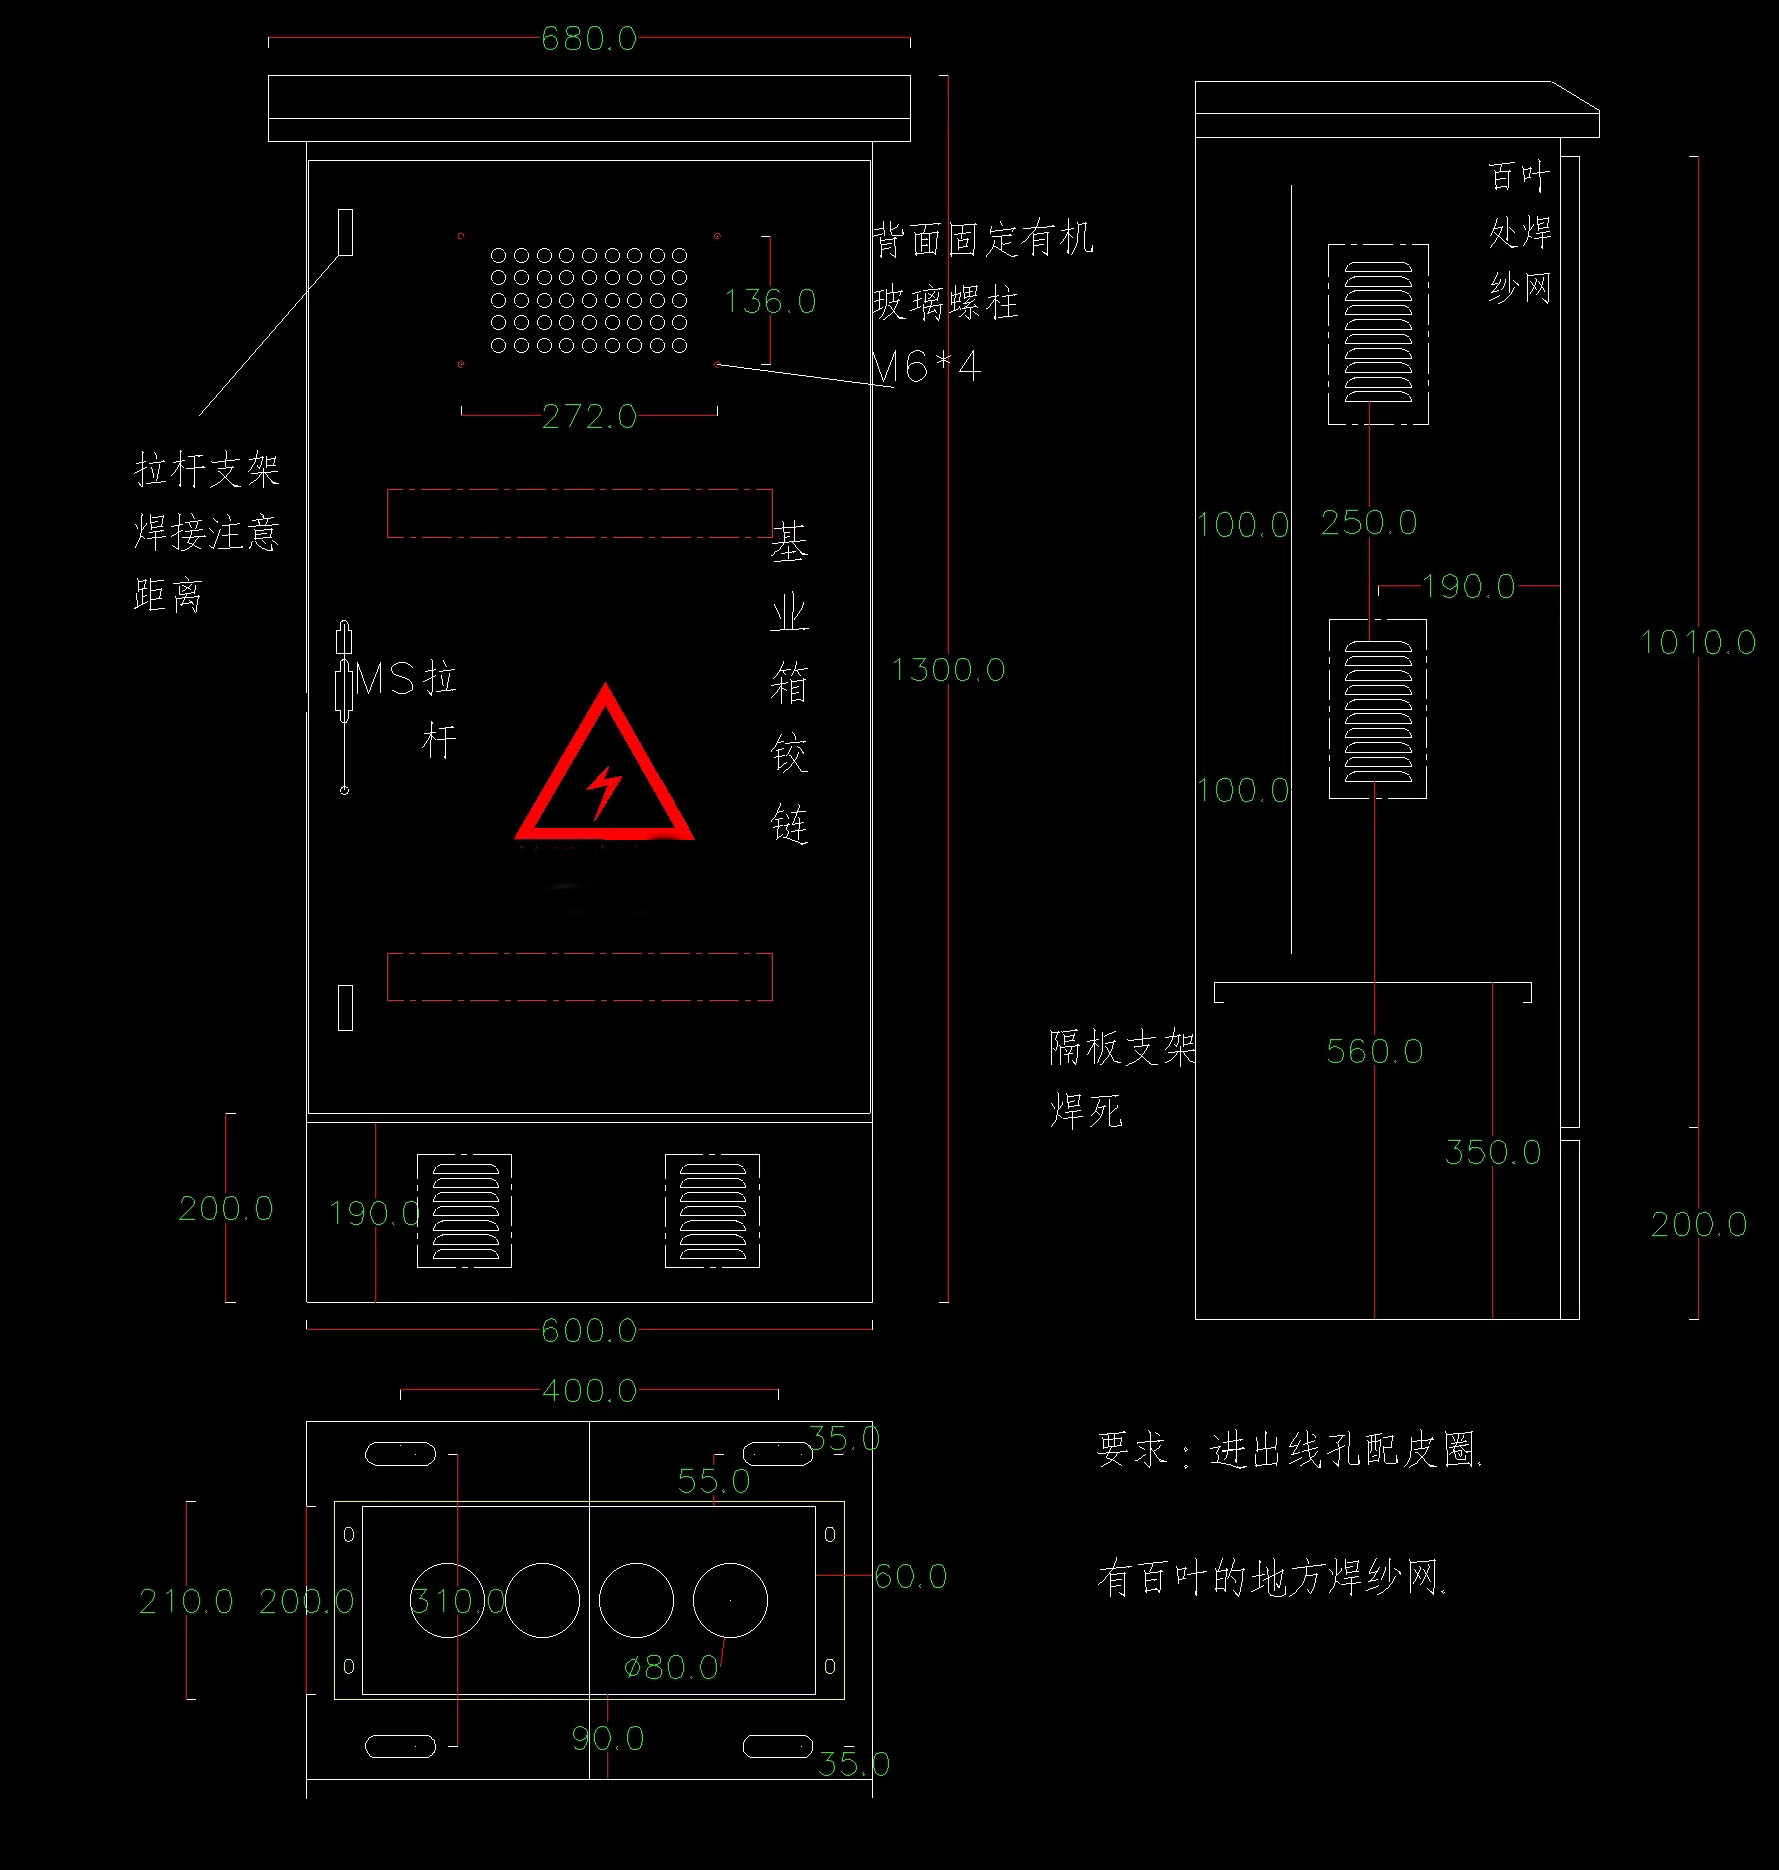 680.0
背面固定有机
玻璃螺柱
M6*4
136.0
272.0
拉杆支架
焊接注意
距离
MS拉
杆
基
业
箱
铰
链
1300.0
200.0
190.0
600.0
百叶
处焊
纱网
100.0
250.0
190.0
1010.0
100.0
隔板支架
焊死
560.0
350.0
200.0
400.0
35.0
55.0
210.0
200.0
310.0
60.0
ø80.0
90.0
35.0
要求：进出线孔配皮圈.
有百叶的地方焊纱网.